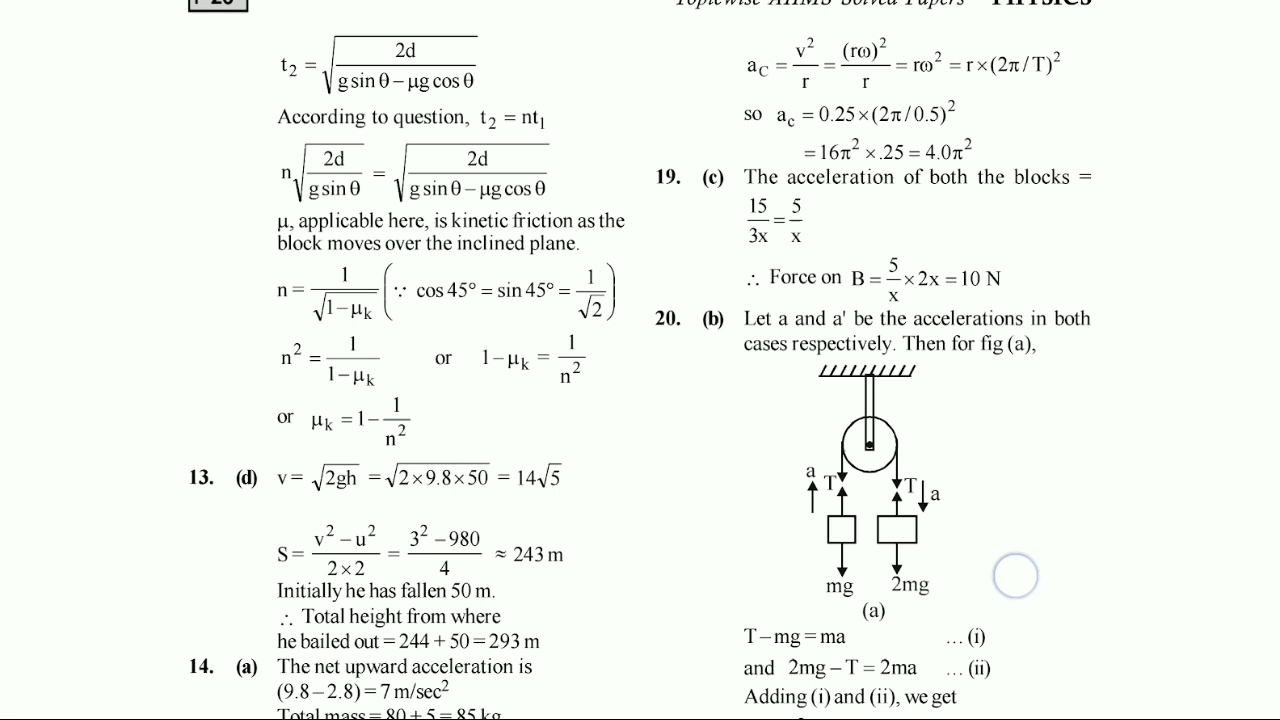 P-26
Topicwise AIIMS Solved Papers – PHYSICS
t₂ = √(2d / (g sin θ – μg cos θ))
According to question, t₂ = nt₁
n√(2d / (g sin θ)) = √(2d / (g sin θ – μg cos θ))
μ, applicable here, is kinetic friction as the
block moves over the inclined plane.
n = 1/√(1–μₖ) (∵ cos 45° = sin 45° = 1/√2)
n² = 1/(1–μₖ) or 1–μₖ = 1/n²
or μₖ = 1– 1/n²
13. (d) v = √(2gh) = √(2×9.8×50) = 14√5
S = (v² – u²)/(2×2) = (3² – 980)/4 ≈ 243 m
Initially he has fallen 50 m.
∴ Total height from where
he bailed out = 244 + 50 = 293 m
14. (a) The net upward acceleration is
(9.8 – 2.8) = 7 m/sec²
Total mass = 80 + 5 = 85 kg
a_C = v²/r = (rω)²/r = rω² = r×(2π/T)²
so a_c = 0.25×(2π/0.5)²
= 16π² ×.25 = 4.0π²
19. (c) The acceleration of both the blocks =
15/3x = 5/x
∴ Force on B = 5/x × 2x = 10 N
20. (b) Let a and a' be the accelerations in both
cases respectively. Then for fig (a),
a T T a
mg 2mg
(a)
T – mg = ma ...(i)
and 2mg – T = 2ma ...(ii)
Adding (i) and (ii), we get